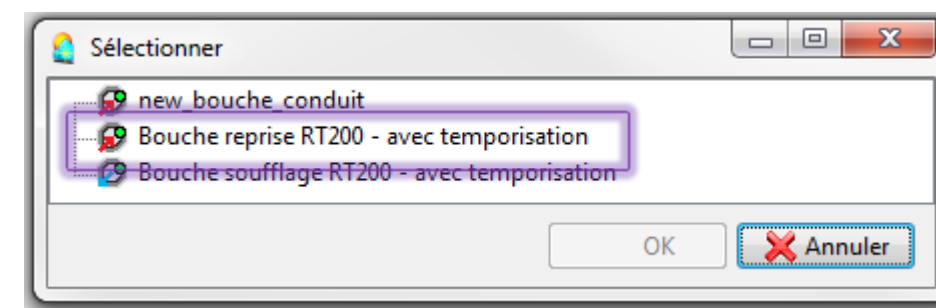 Sélectionner
new_bouche_conduit
Bouche reprise RT200 - avec temporisation
Bouche soufflage RT200 - avec temporisation
OK
Annuler